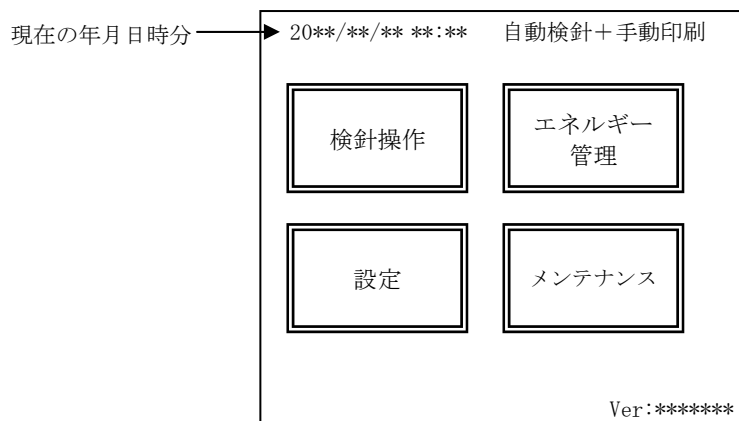 現在の年月日時分
20**/**/** **:** 自動検針＋手動印刷
検針操作
エネルギー
管理
設定
メンテナンス
Ver:*******